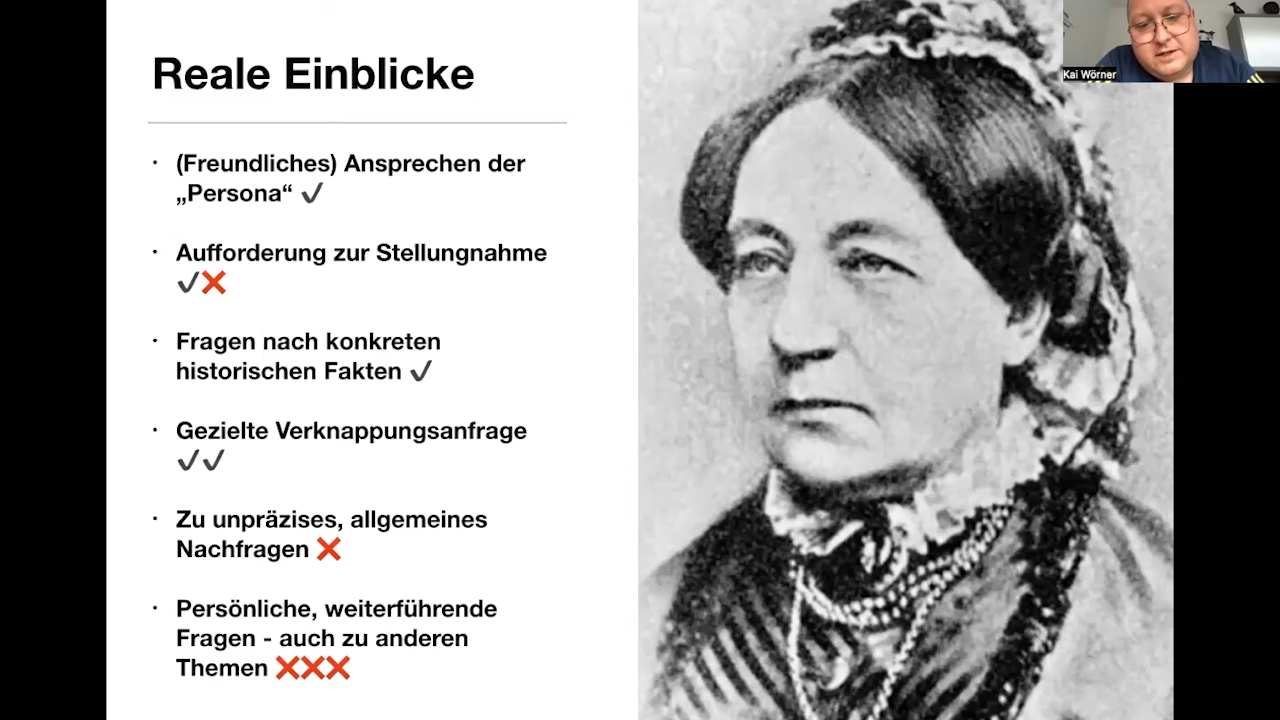 Reale Einblicke
Kai Wörner
· (Freundliches) Ansprechen der
„Persona“ ✔
· Aufforderung zur Stellungnahme
✔❌
· Fragen nach konkreten
historischen Fakten ✔
· Gezielte Verknappungsanfrage
✔✔
· Zu unpräzises, allgemeines
Nachfragen ❌
· Persönliche, weiterführende
Fragen - auch zu anderen
Themen ❌❌❌